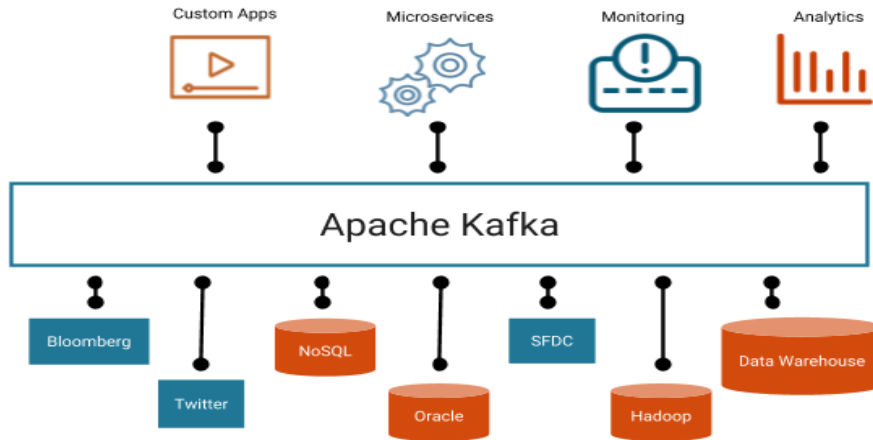 Custom Apps
Microservices
Monitoring
Analytics
Apache Kafka
Bloomberg
NoSQL
SFDC
Data Warehouse
Twitter
Oracle
Hadoop